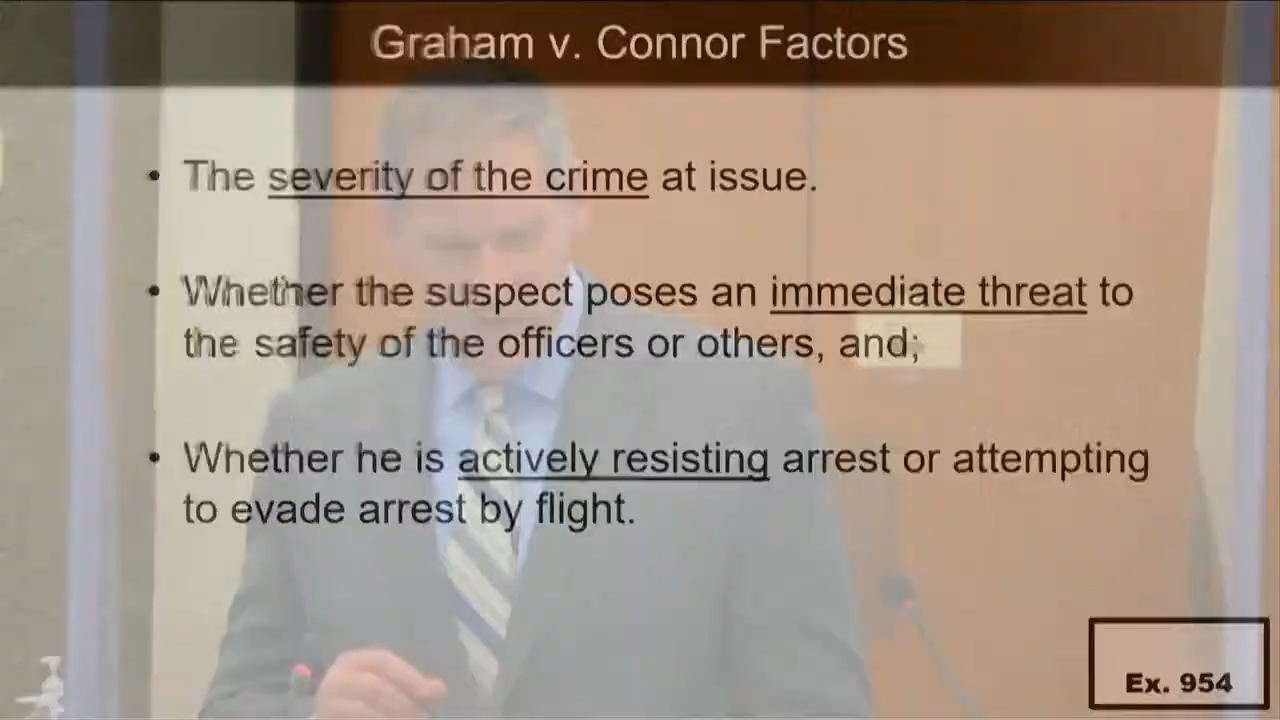 Graham v. Connor Factors
• The severity of the crime at issue.
• Whether the suspect poses an immediate threat to
the safety of the officers or others, and;
• Whether he is actively resisting arrest or attempting
to evade arrest by flight.
Ex. 954